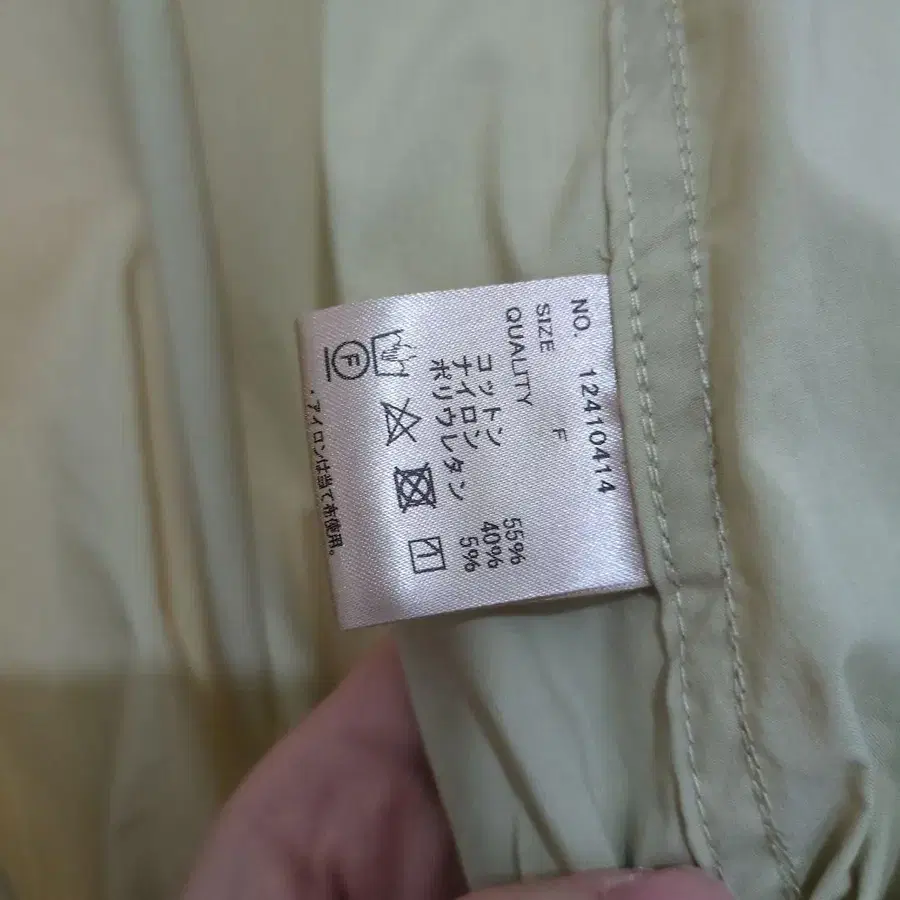 NO. 12410414
SIZE F
QUALITY
コットン 55%
ナイロン 40%
ポリウレタン 5%
F
・アイロンは当て布使用。